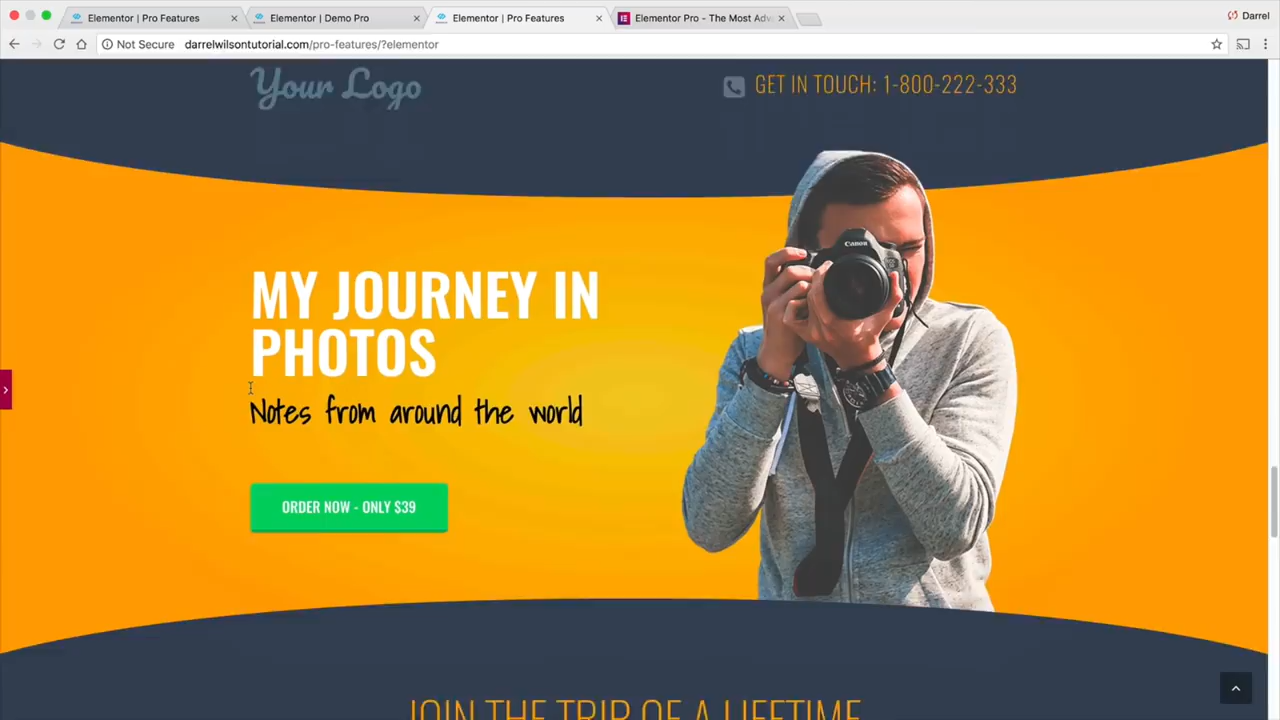 Elementor | Pro Features
Elementor | Demo Pro
Elementor | Pro Features
Elementor Pro - The Most Adv
Darrel
Not Secure darrelwilsontutorial.com/pro-features/?elementor
Your Logo
GET IN TOUCH: 1-800-222-333
Canon
MY JOURNEY IN
PHOTOS
Notes from around the world
ORDER NOW - ONLY $39
JOIN THE TRIP OF A LIFETIME